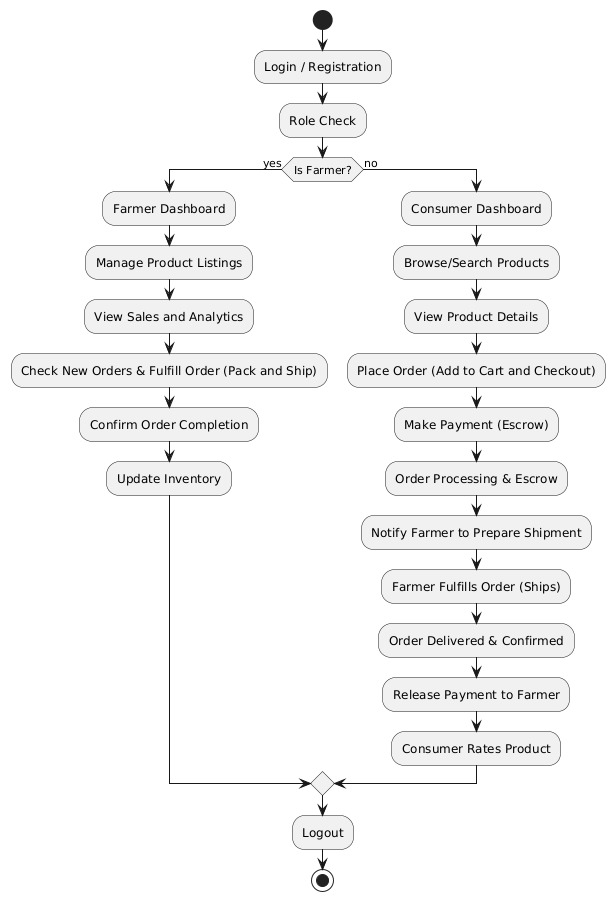 Login / Registration
Role Check
Is Farmer?
yes
no
Farmer Dashboard
Manage Product Listings
View Sales and Analytics
Check New Orders & Fulfill Order (Pack and Ship)
Confirm Order Completion
Update Inventory
Consumer Dashboard
Browse/Search Products
View Product Details
Place Order (Add to Cart and Checkout)
Make Payment (Escrow)
Order Processing & Escrow
Notify Farmer to Prepare Shipment
Farmer Fulfills Order (Ships)
Order Delivered & Confirmed
Release Payment to Farmer
Consumer Rates Product
Logout